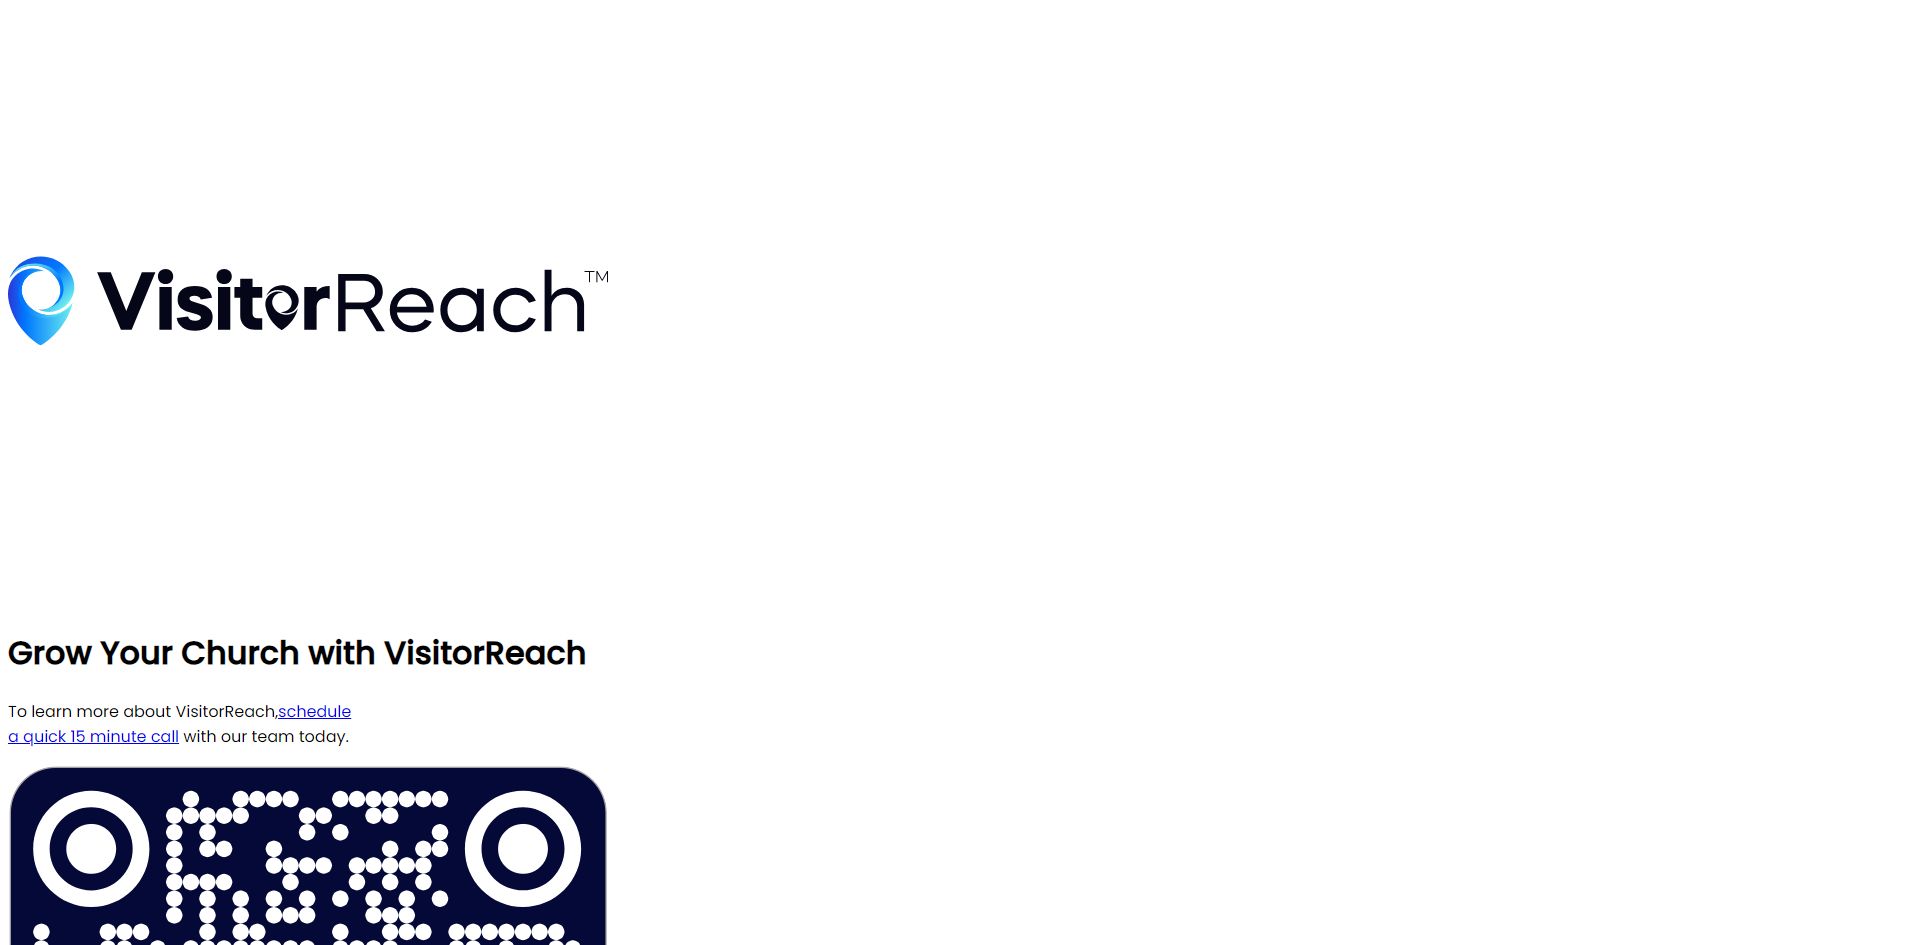 VisitorReach™
Grow Your Church with VisitorReach
To learn more about VisitorReach,schedule
a quick 15 minute call with our team today.